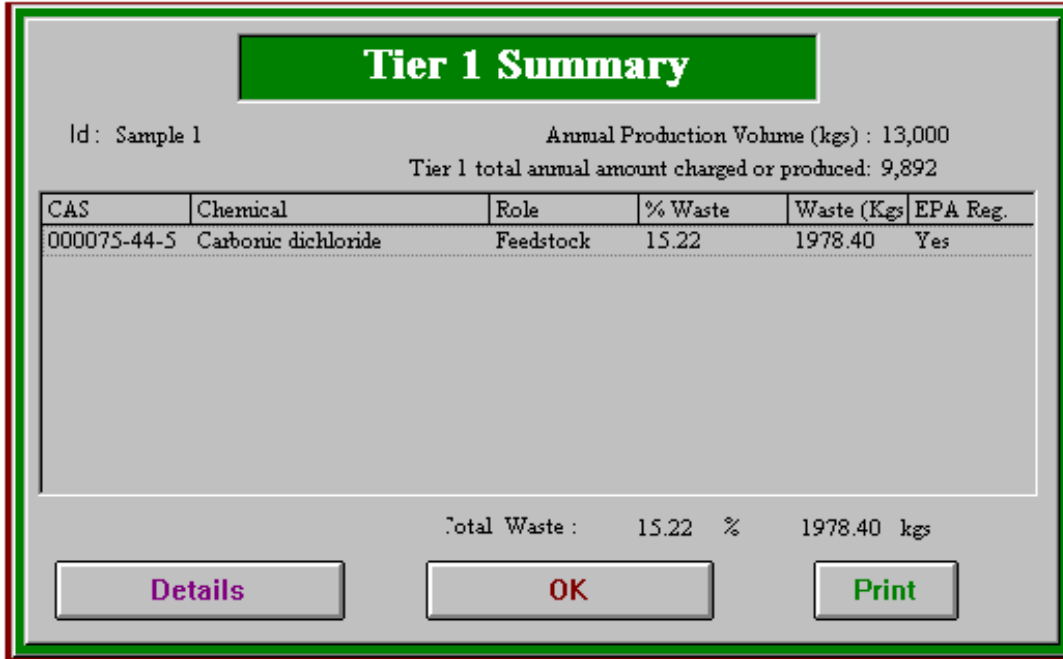 Tier 1 Summary
Id : Sample 1 Annual Production Volume (kgs) : 13,000
Tier 1 total annual amount charged or produced: 9,892
CAS Chemical Role % Waste Waste (Kgs EPA Reg.
000075-44-5 Carbonic dichloride Feedstock 15.22 1978.40 Yes
Total Waste : 15.22 % 1978.40 kgs
Details OK Print